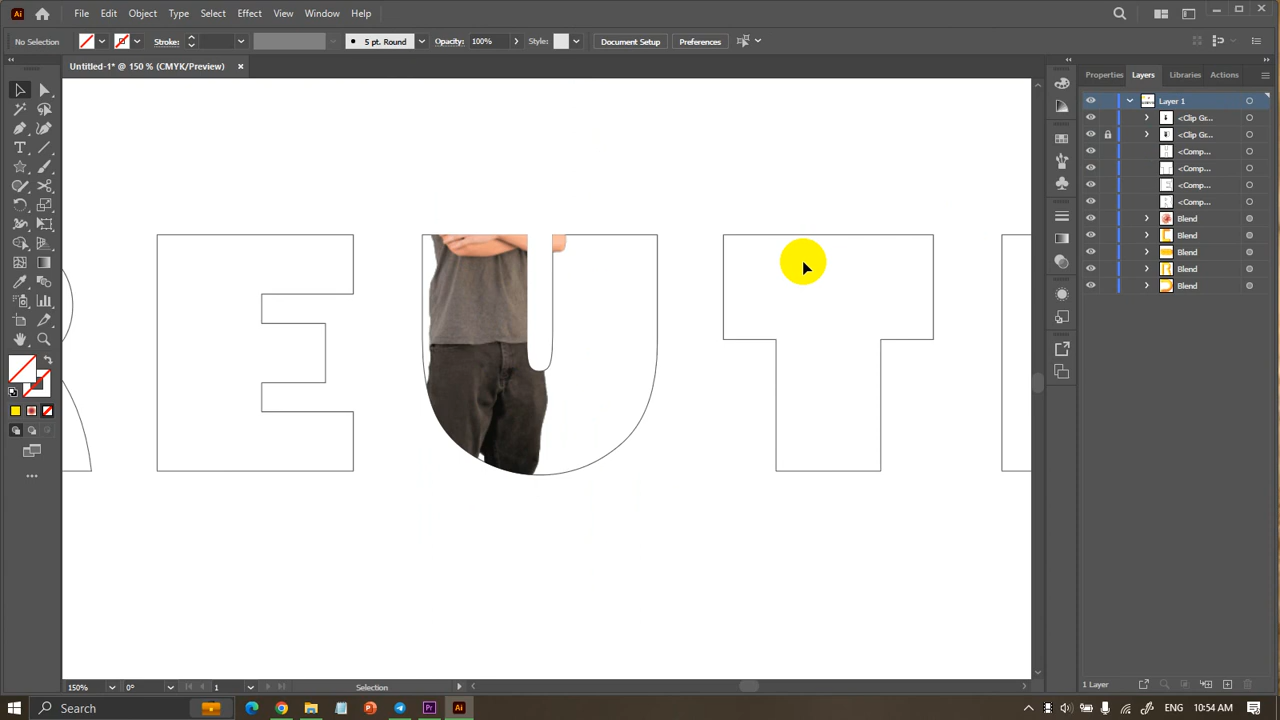 Ai File Edit Object Type Select Effect View Window Help
No Selection Stroke: 5 pt. Round Opacity: 100% Style: Document Setup Preferences
Untitled-1* @ 150 % (CMYK/Preview) ×
Properties Layers Libraries Actions
Layer 1
<Clip Gr...
<Clip Gr...
<Comp...
<Comp...
<Comp...
<Comp...
Blend
Blend
Blend
Blend
Blend
E U T
150% 0° 1 Selection
1 Layer
Search Pr Ai 10:54 AM